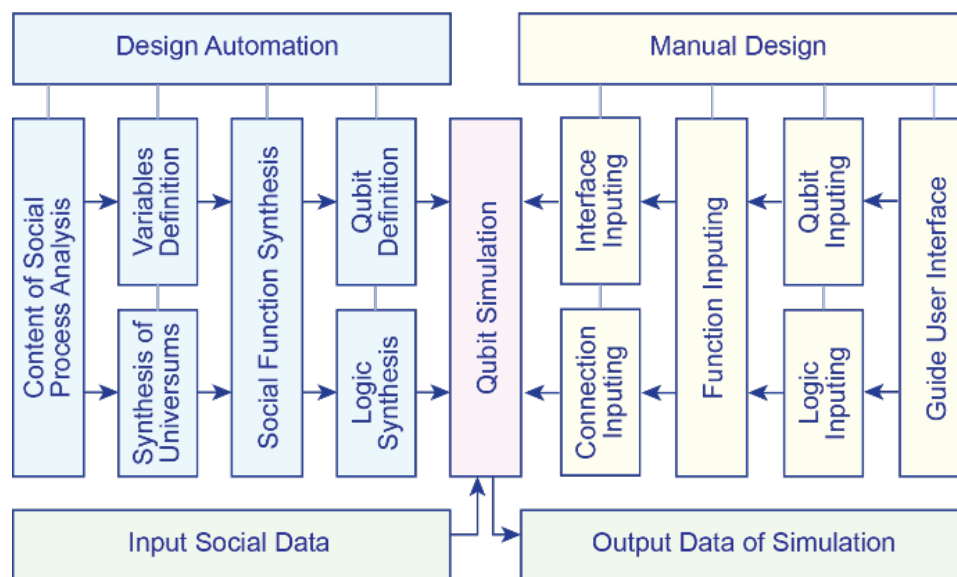 Design Automation
Manual Design
Content of Social
Process Analysis
Variables
Definition
Synthesis of
Universums
Social Function Synthesis
Qubit
Definition
Logic
Synthesis
Qubit Simulation
Interface
Inputing
Connection
Inputing
Function Inputing
Qubit
Inputing
Logic
Inputing
Guide User Interface
Input Social Data
Output Data of Simulation